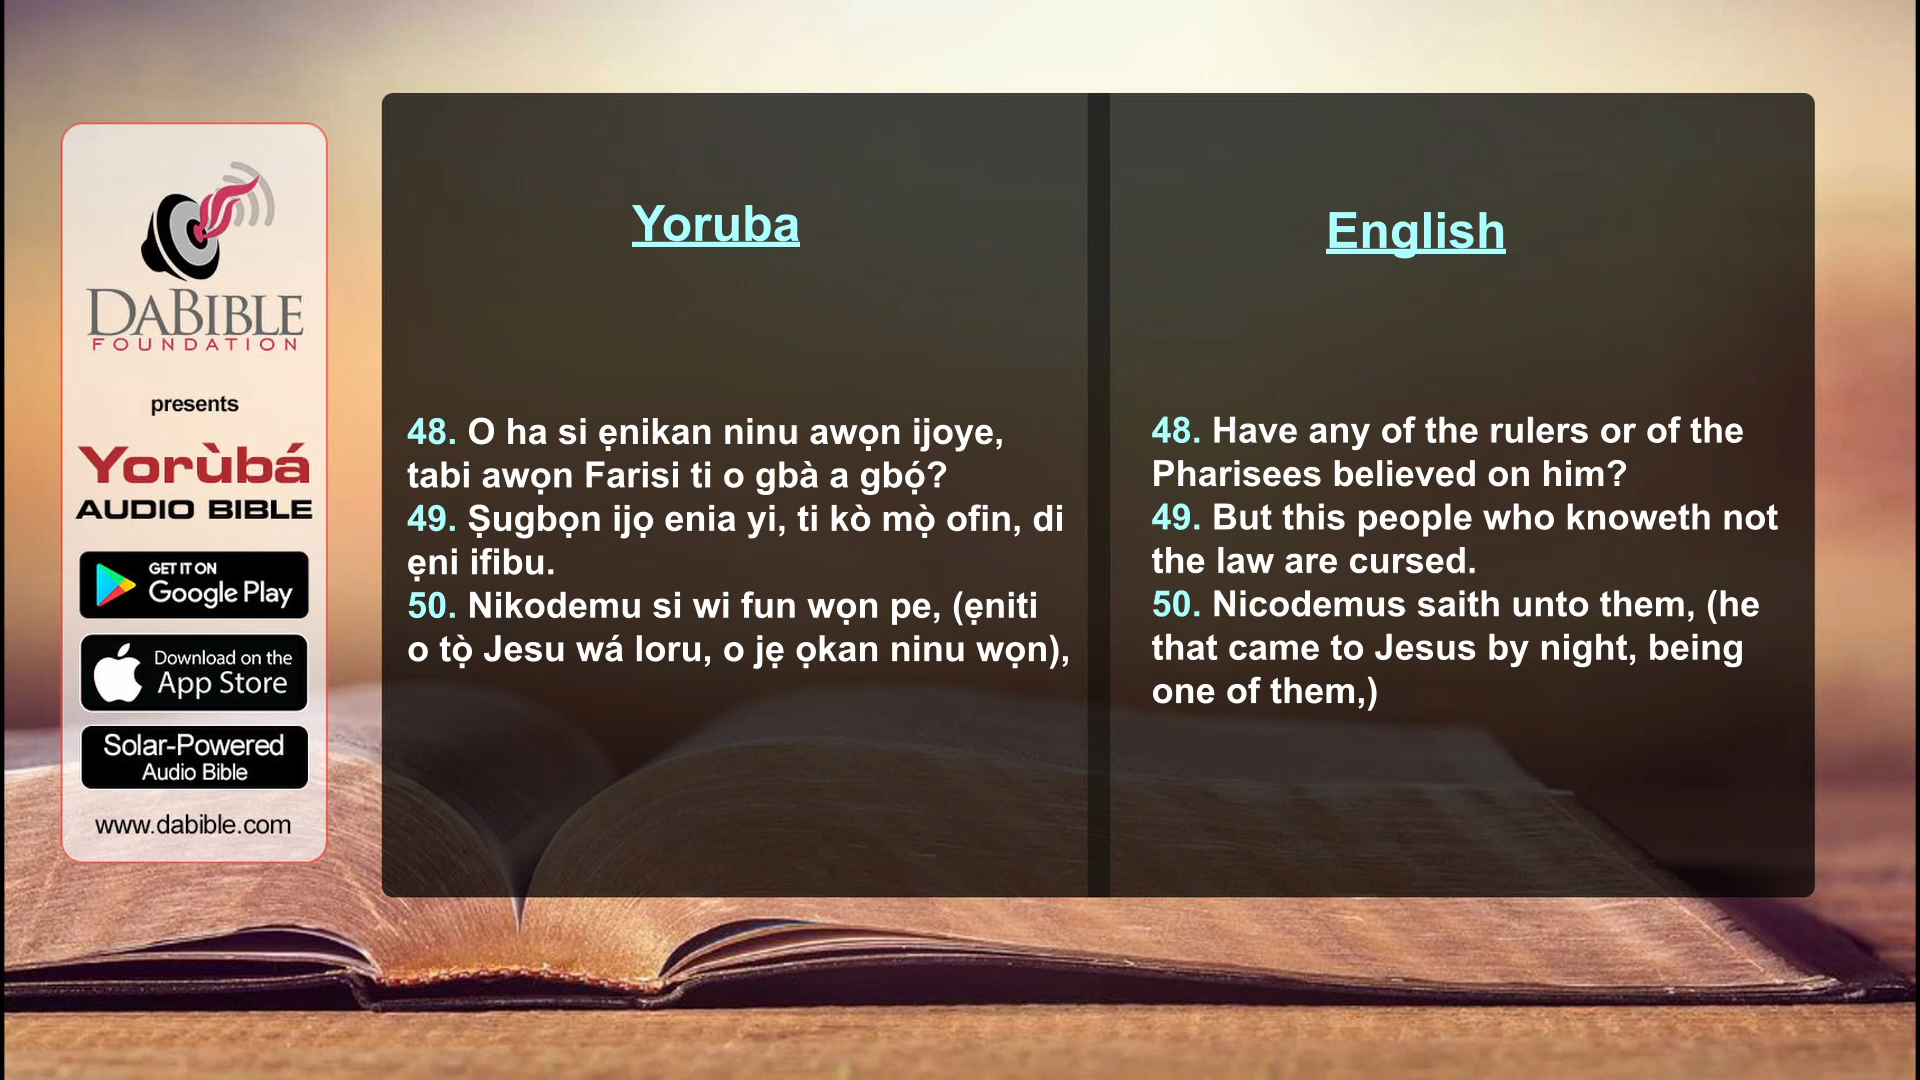 DABIBLE
FOUNDATION
presents
Yorùbá
AUDIO BIBLE
GET IT ON
Google Play
Download on the
App Store
Solar-Powered
Audio Bible
www.dabible.com
Yoruba
48. O ha si ẹnikan ninu awọn ijoye,
tabi awọn Farisi ti o gbà a gbọ́?
49. Ṣugbọn ijọ enia yi, ti kò mọ̀ ofin, di
ẹni ifibu.
50. Nikodemu si wi fun wọn pe, (ẹniti
o tọ̀ Jesu wá loru, o jẹ ọkan ninu wọn),
English
48. Have any of the rulers or of the
Pharisees believed on him?
49. But this people who knoweth not
the law are cursed.
50. Nicodemus saith unto them, (he
that came to Jesus by night, being
one of them,)